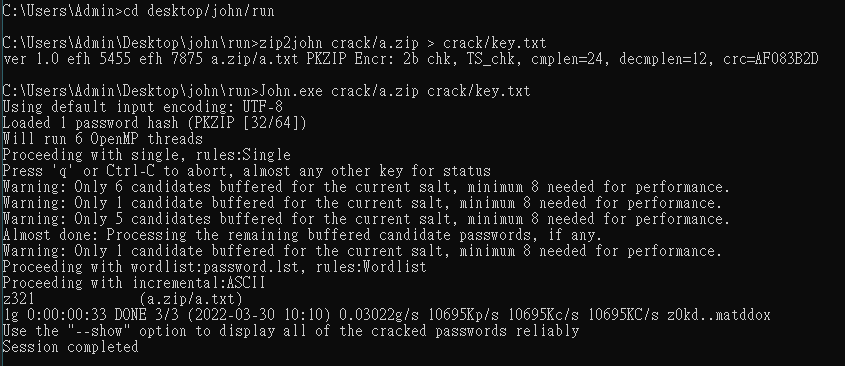 C:\Users\Admin>cd desktop/john/run
C:\Users\Admin\Desktop\john\run>zip2john crack/a.zip > crack/key.txt
ver 1.0 efh 5455 efh 7875 a.zip/a.txt PKZIP Encr: 2b chk, TS_chk, cmplen=24, decmplen=12, crc=AF083B2D
C:\Users\Admin\Desktop\john\run>John.exe crack/a.zip crack/key.txt
Using default input encoding: UTF-8
Loaded 1 password hash (PKZIP [32/64])
Will run 6 OpenMP threads
Proceeding with single, rules:Single
Press 'q' or Ctrl-C to abort, almost any other key for status
Warning: Only 6 candidates buffered for the current salt, minimum 8 needed for performance.
Warning: Only 1 candidate buffered for the current salt, minimum 8 needed for performance.
Warning: Only 5 candidates buffered for the current salt, minimum 8 needed for performance.
Almost done: Processing the remaining buffered candidate passwords, if any.
Warning: Only 1 candidate buffered for the current salt, minimum 8 needed for performance.
Proceeding with wordlist:password.lst, rules:Wordlist
Proceeding with incremental:ASCII
z321             (a.zip/a.txt)
1g 0:00:00:33 DONE 3/3 (2022-03-30 10:10) 0.03022g/s 10695Kp/s 10695Kc/s 10695KC/s z0kd..matddox
Use the "--show" option to display all of the cracked passwords reliably
Session completed